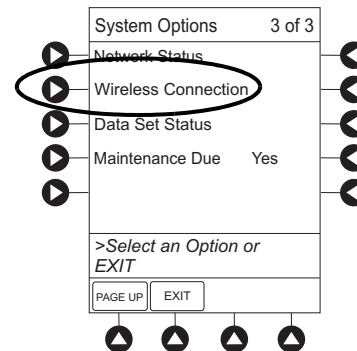 System Options 3 of 3
Network Status
Wireless Connection
Data Set Status
Maintenance Due Yes
>Select an Option or
EXIT
PAGE UP EXIT